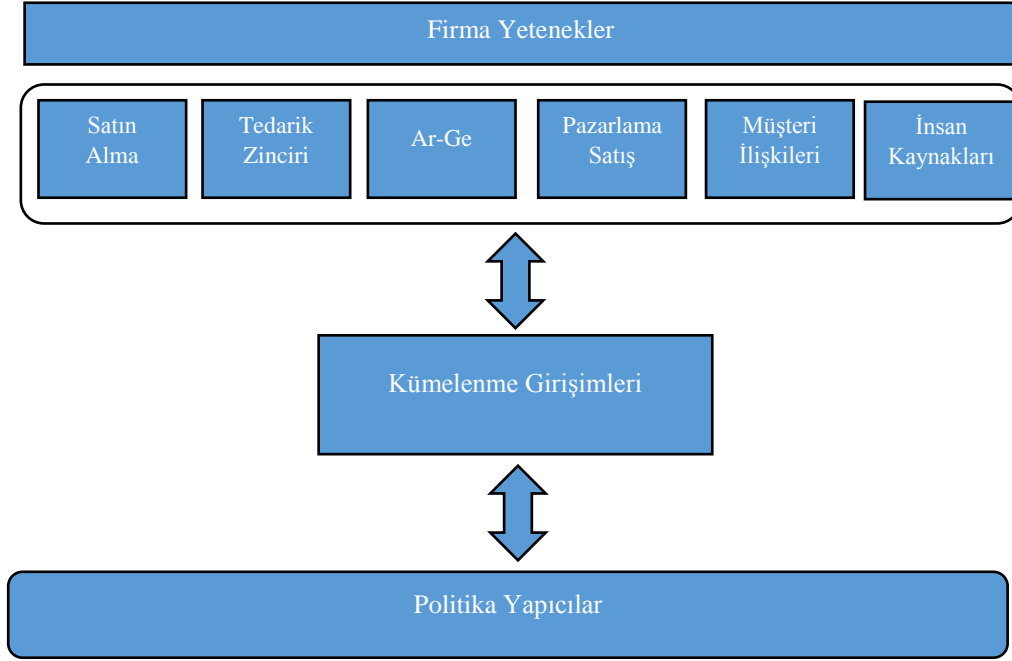 Firma Yetenekler
Satın
Alma
Tedarik
Zinciri
Ar-Ge
Pazarlama
Satış
Müşteri
İlişkileri
İnsan
Kaynakları
Kümelenme Girişimleri
Politika Yapıcılar